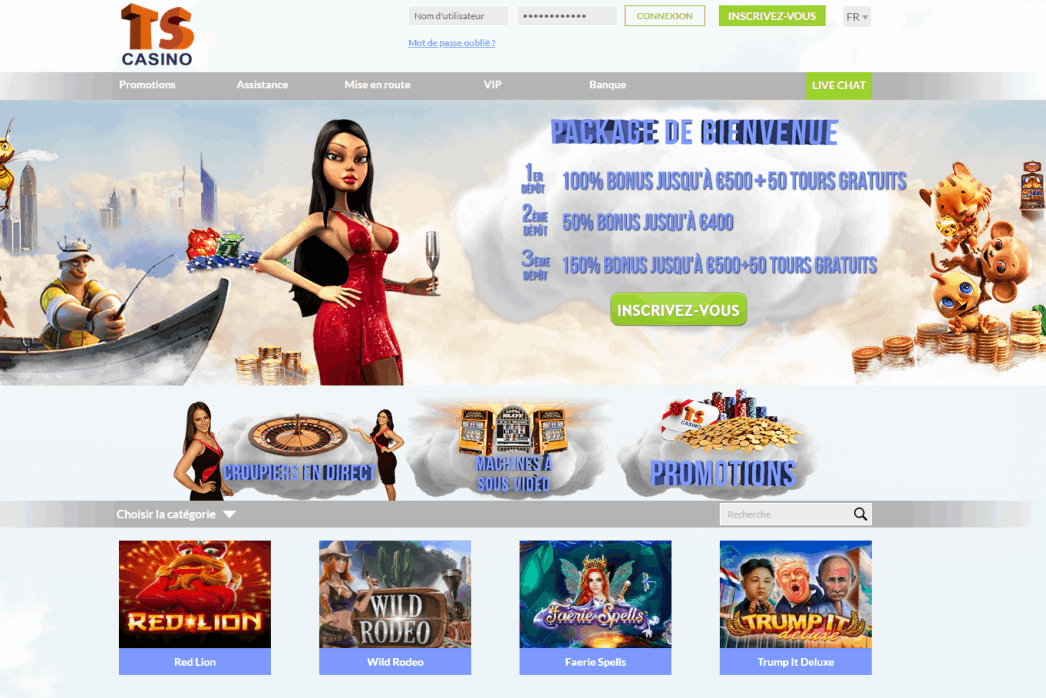 TS
CASINO
Nom d'utilisateur
CONNEXION
INSCRIVEZ-VOUS
FR
Mot de passe oublié ?
Promotions
Assistance
Mise en route
VIP
Banque
LIVE CHAT
PACKAGE DE BIENVENUE
1ER DÉPÔT
100% BONUS JUSQU'À €500 + 50 TOURS GRATUITS
2ÈME DÉPÔT
50% BONUS JUSQU'À €400
3ÈME DÉPÔT
150% BONUS JUSQU'À €500+50 TOURS GRATUITS
INSCRIVEZ-VOUS
CROUPIERS EN DIRECT
SLOT
MACHINES À
SOUS VIDÉO
TS
CASINO
PROMOTIONS
Choisir la catégorie
Recherche
RED LION
WILD
RODEO
Faerie Spells
TRUMP IT
deluxe
Red Lion
Wild Rodeo
Faerie Spells
Trump It Deluxe